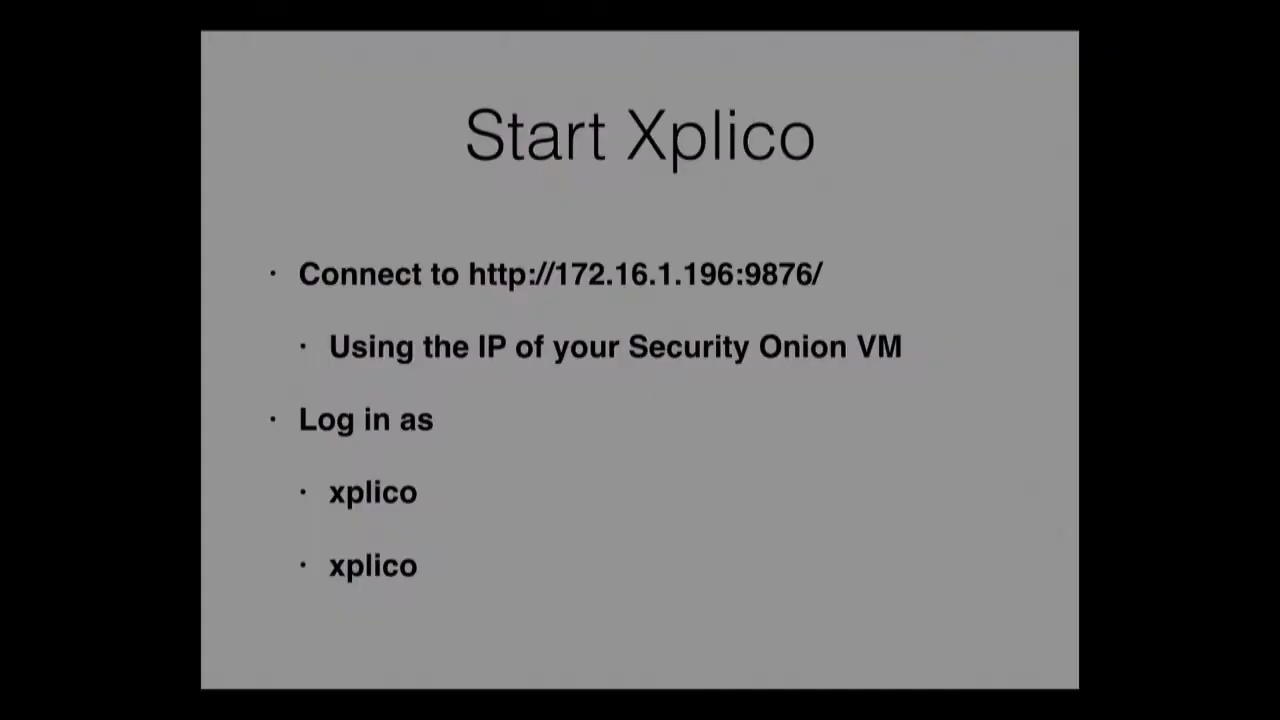 Start Xplico
• Connect to http://172.16.1.196:9876/
• Using the IP of your Security Onion VM
• Log in as
• xplico
• xplico